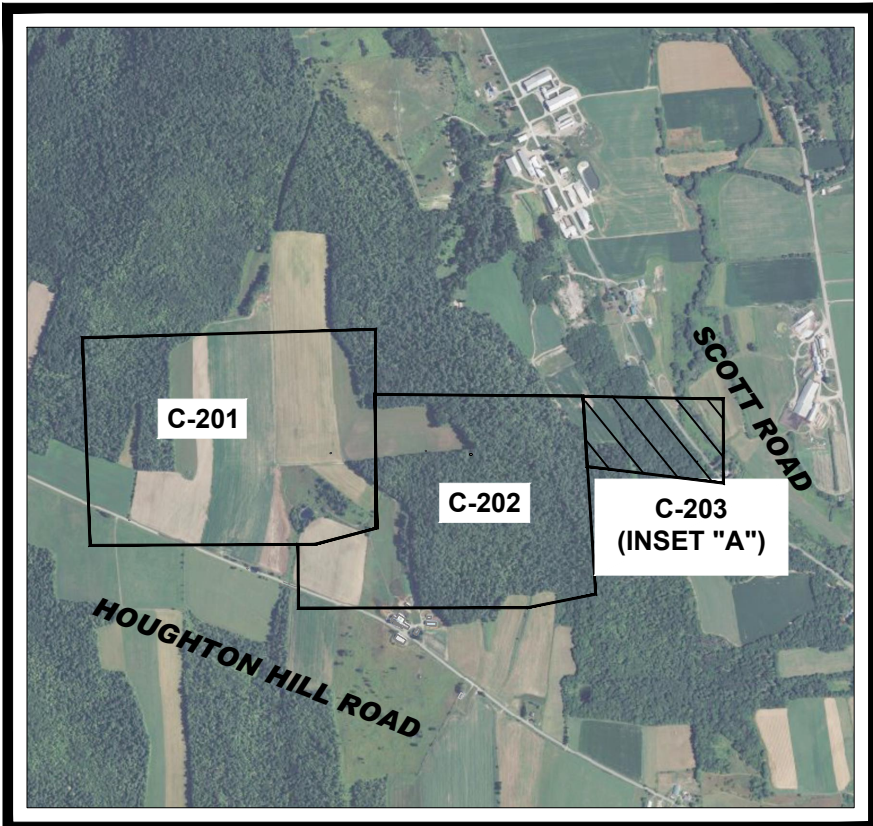 SCOTT ROAD
C-201
C-202
C-203
(INSET "A")
HOUGHTON HILL ROAD